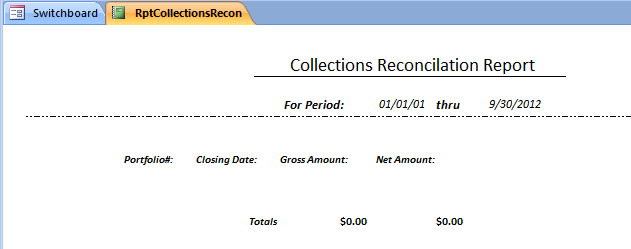 Switchboard RptCollectionsRecon
Collections Reconcilation Report
For Period: 01/01/01 thru 9/30/2012
Portfolio#: Closing Date: Gross Amount: Net Amount:
Totals $0.00 $0.00